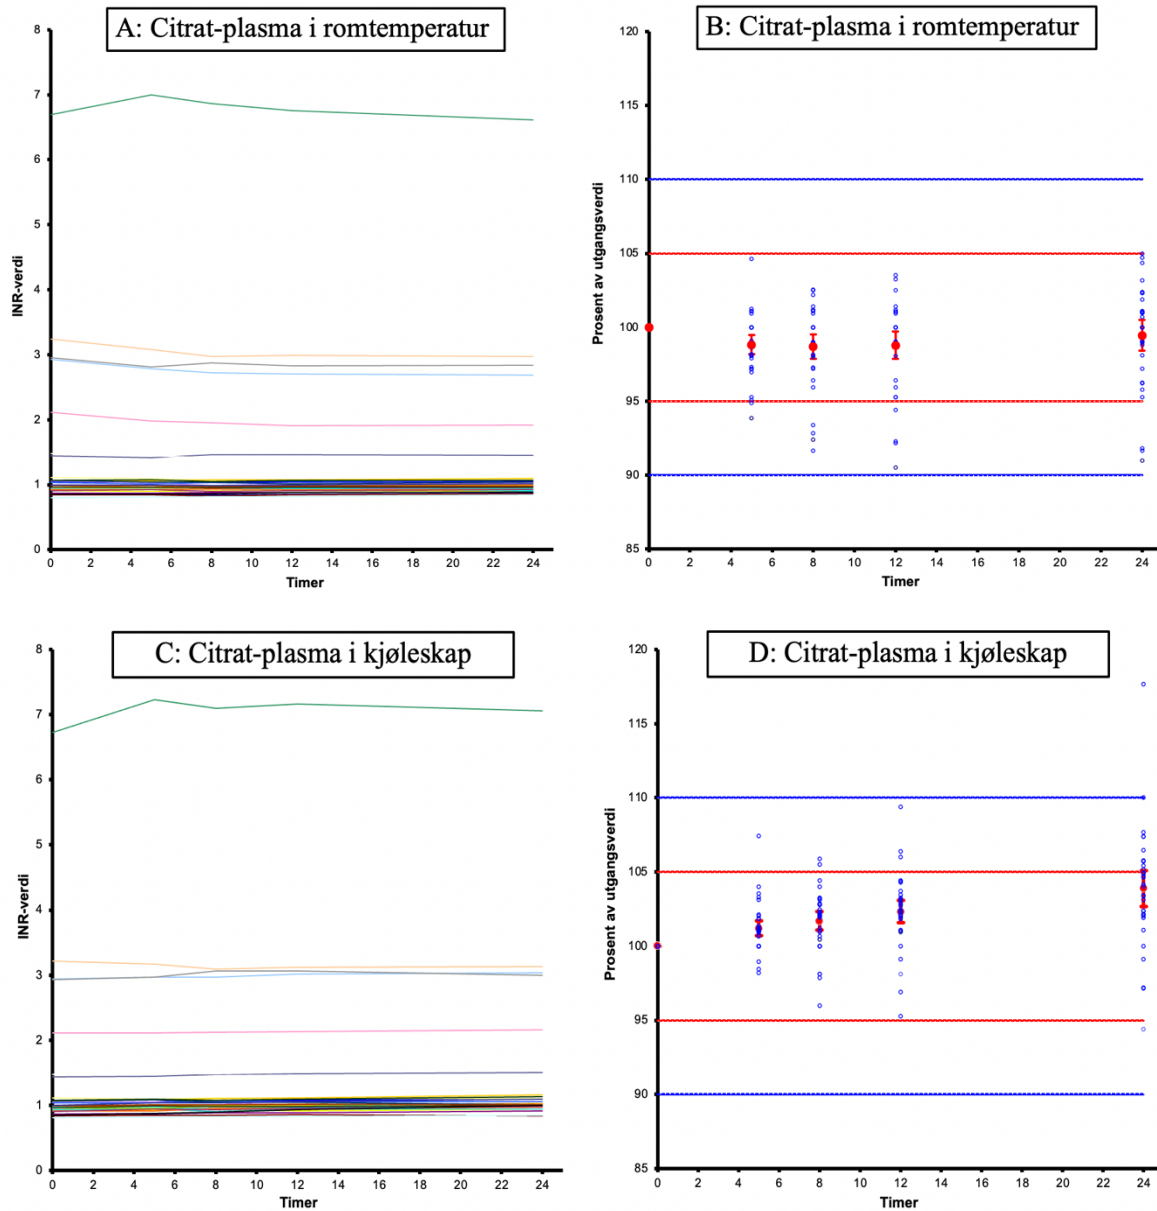 A: Citrat-plasma i romtemperatur
8
7
6
5
4
3
2
1
0
INR-verdi
0 2 4 6 8 10 12 14 16 18 20 22 24
Timer
B: Citrat-plasma i romtemperatur
120
115
110
105
100
95
90
85
Prosent av utgangsverdi
0 2 4 6 8 10 12 14 16 18 20 22 24
Timer
C: Citrat-plasma i kjøleskap
8
7
6
5
4
3
2
1
0
INR-verdi
0 2 4 6 8 10 12 14 16 18 20 22 24
Timer
D: Citrat-plasma i kjøleskap
120
115
110
105
100
95
90
85
Prosent av utgangsverdi
0 2 4 6 8 10 12 14 16 18 20 22 24
Timer